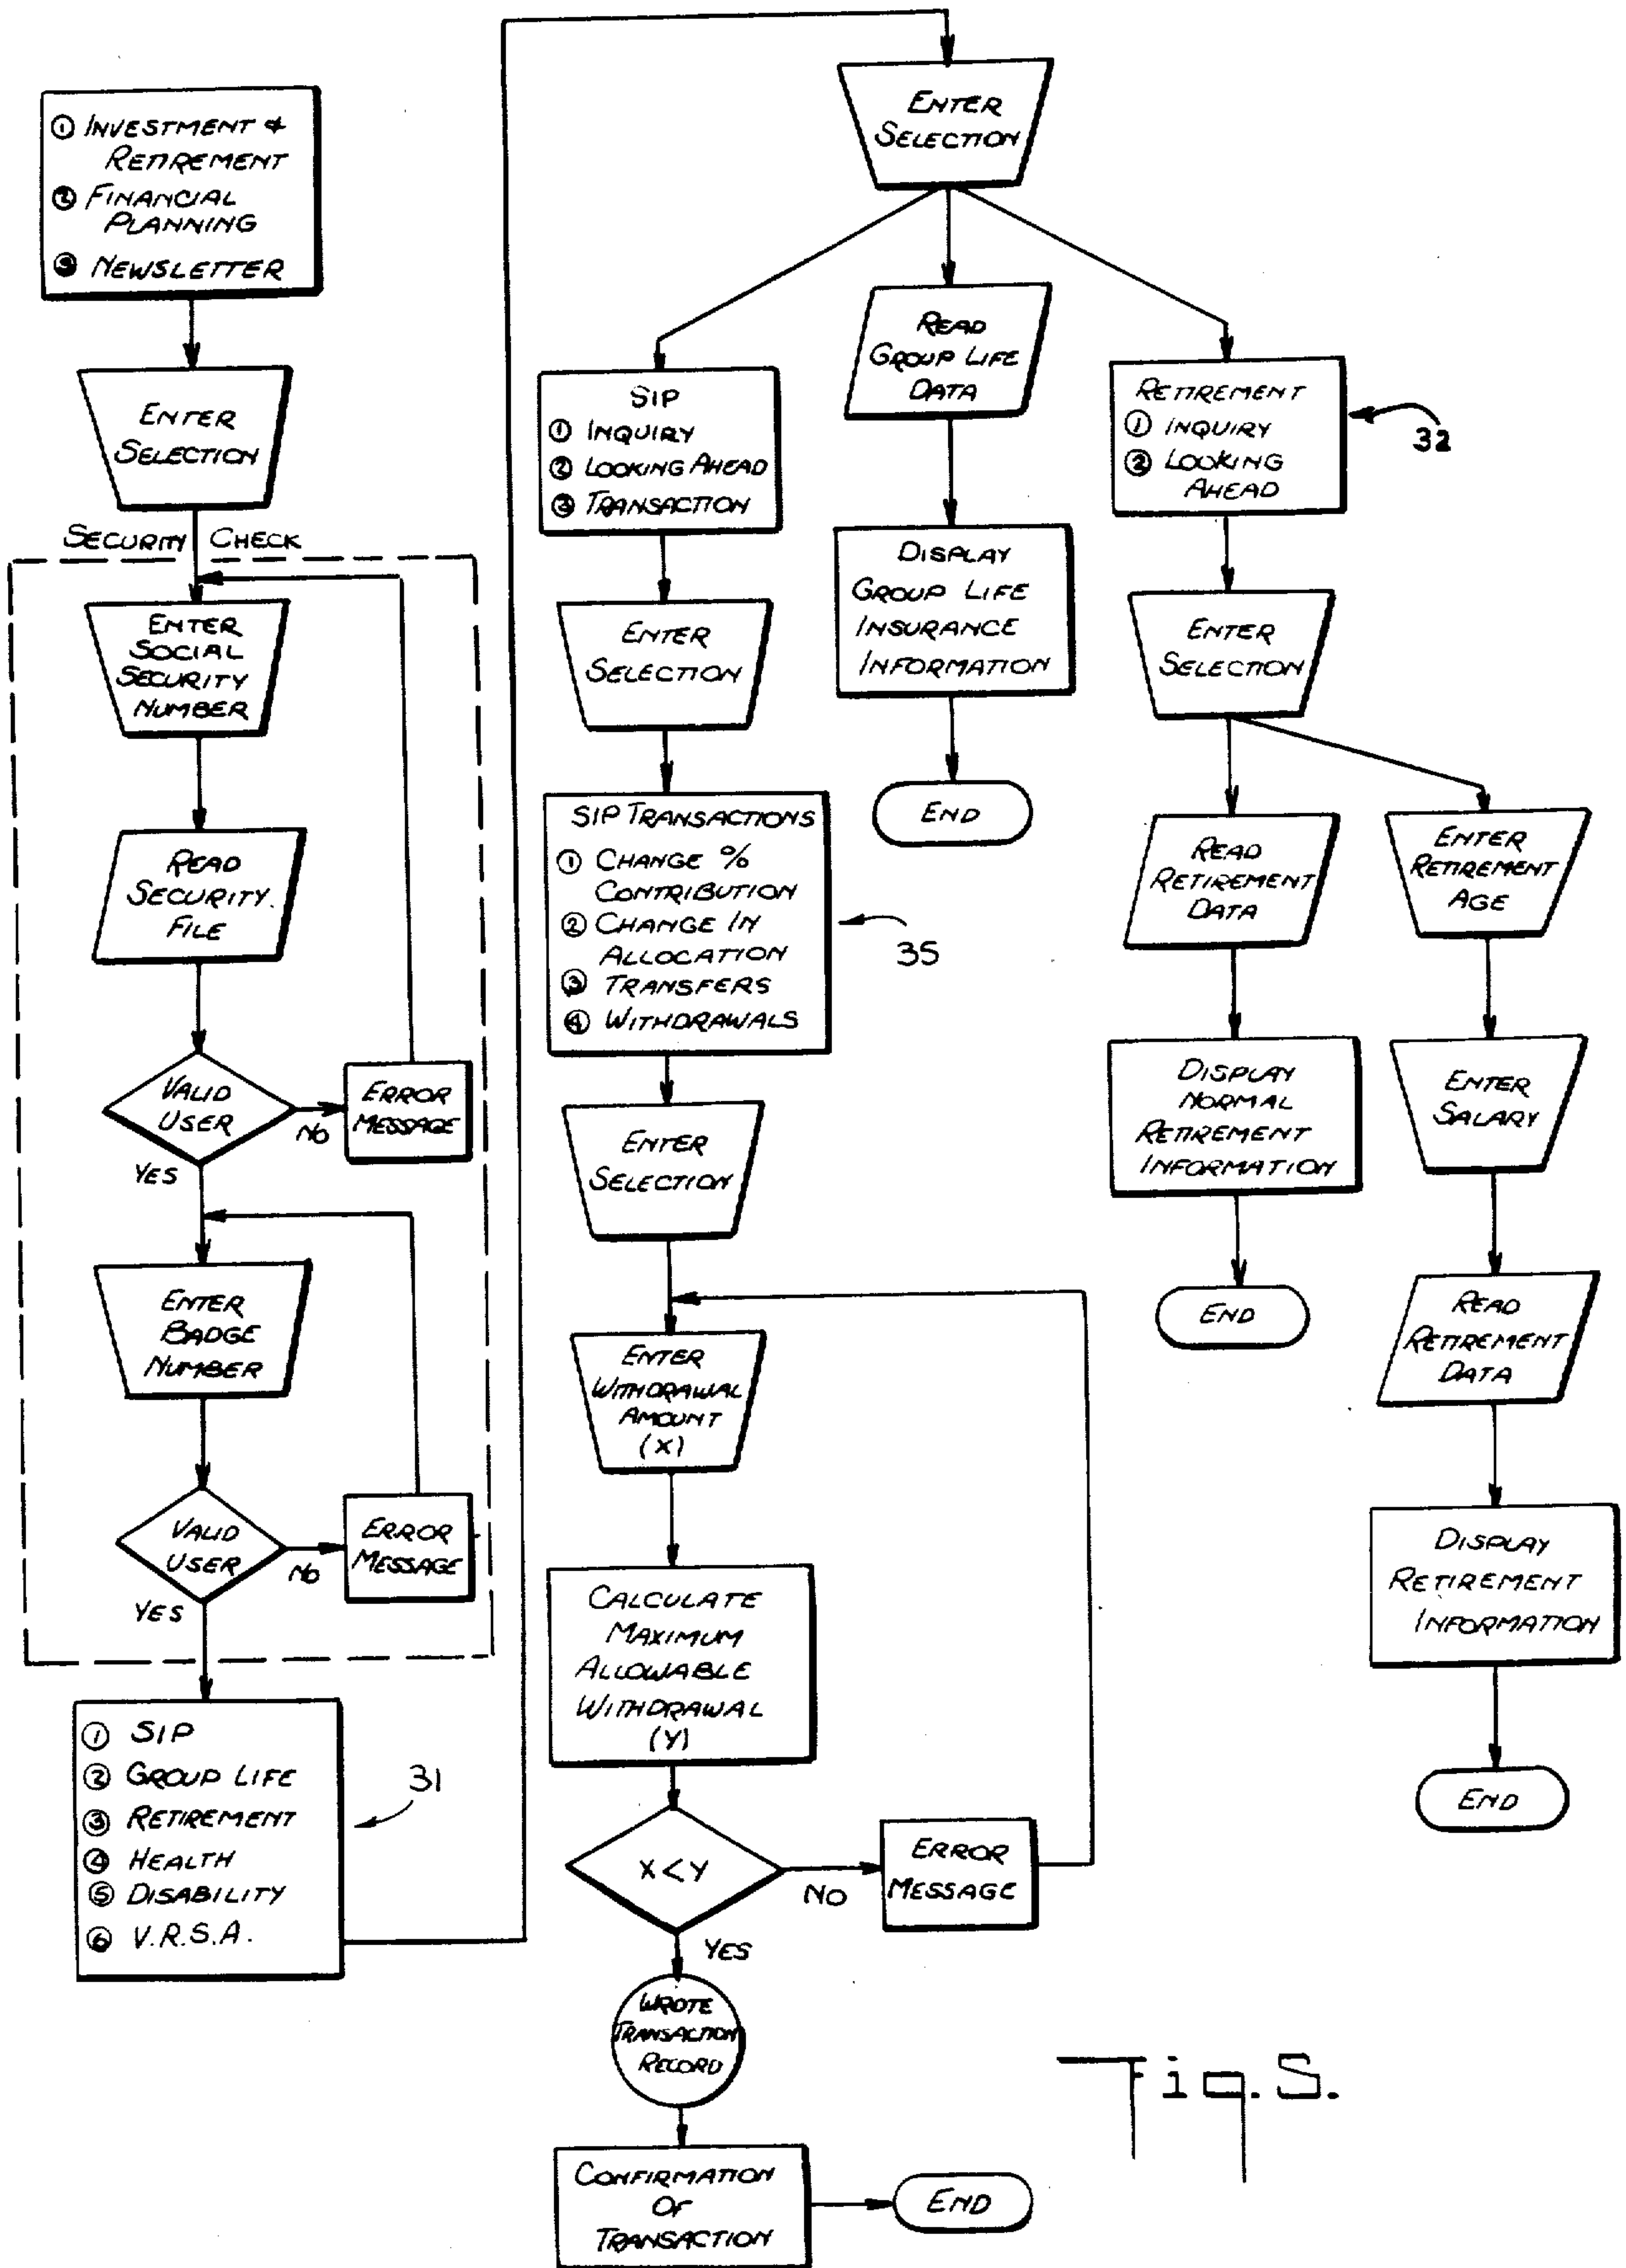 ① INVESTMENT &
RETIREMENT
② FINANCIAL
PLANNING
③ NEWSLETTER
ENTER
SELECTION
SECURITY CHECK
ENTER
SOCIAL
SECURITY
NUMBER
READ
SECURITY
FILE
VALID
USER
NO
ERROR
MESSAGE
YES
ENTER
BADGE
NUMBER
VALID
USER
NO
ERROR
MESSAGE
YES
① SIP
② GROUP LIFE
③ RETIREMENT
④ HEALTH
⑤ DISABILITY
⑥ V.R.S.A.
31
ENTER
SELECTION
SIP
① INQUIRY
② LOOKING AHEAD
③ TRANSACTION
ENTER
SELECTION
SIP TRANSACTIONS
① CHANGE %
CONTRIBUTION
② CHANGE IN
ALLOCATION
③ TRANSFERS
④ WITHDRAWALS
35
ENTER
SELECTION
ENTER
WITHDRAWAL
AMOUNT
(X)
CALCULATE
MAXIMUM
ALLOWABLE
WITHDRAWAL
(Y)
X < Y
NO
ERROR
MESSAGE
YES
WROTE
TRANSACTION
RECORD
CONFIRMATION
OF
TRANSACTION
END
READ
GROUP LIFE
DATA
DISPLAY
GROUP LIFE
INSURANCE
INFORMATION
END
RETIREMENT
① INQUIRY
② LOOKING
AHEAD
32
ENTER
SELECTION
READ
RETIREMENT
DATA
DISPLAY
NORMAL
RETIREMENT
INFORMATION
END
ENTER
RETIREMENT
AGE
ENTER
SALARY
READ
RETIREMENT
DATA
DISPLAY
RETIREMENT
INFORMATION
END
Fig. 5.